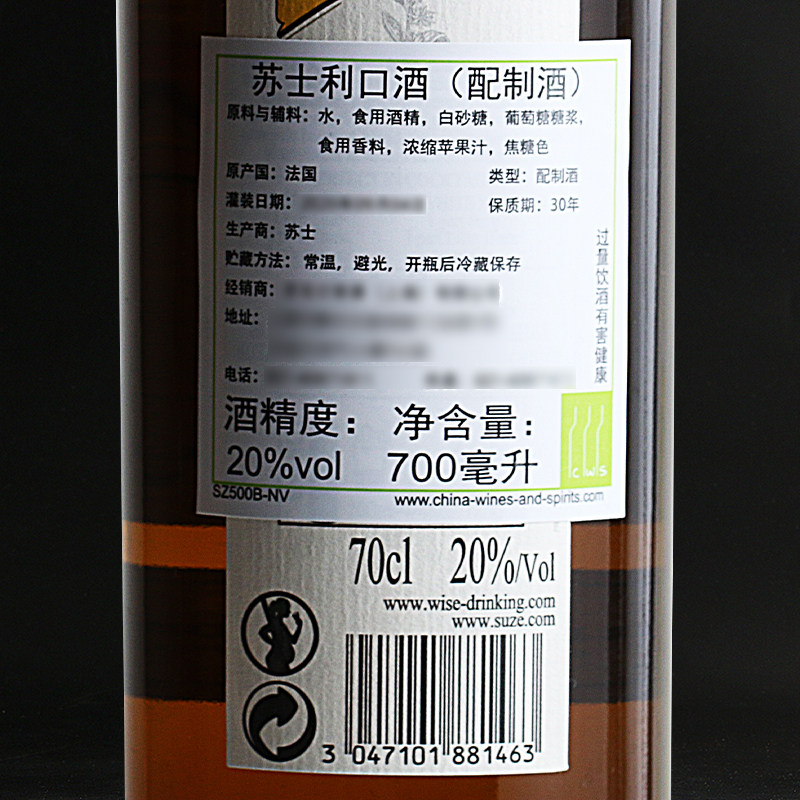 苏士利口酒（配制酒）
原料与辅料：水，食用酒精，白砂糖，葡萄糖糖浆，
食用香料，浓缩苹果汁，焦糖色
原产国：法国 类型：配制酒
灌装日期： 保质期：30年
生产商：苏士
贮藏方法：常温，避光，开瓶后冷藏保存
经销商：
地址：
电话：
过量饮酒有害健康
酒精度： 净含量：
20%vol 700毫升
CWS
SZ500B-NV www.china-wines-and-spirits.com
70cl 20%/Vol
www.wise-drinking.com
www.suze.com
3 047101 881463